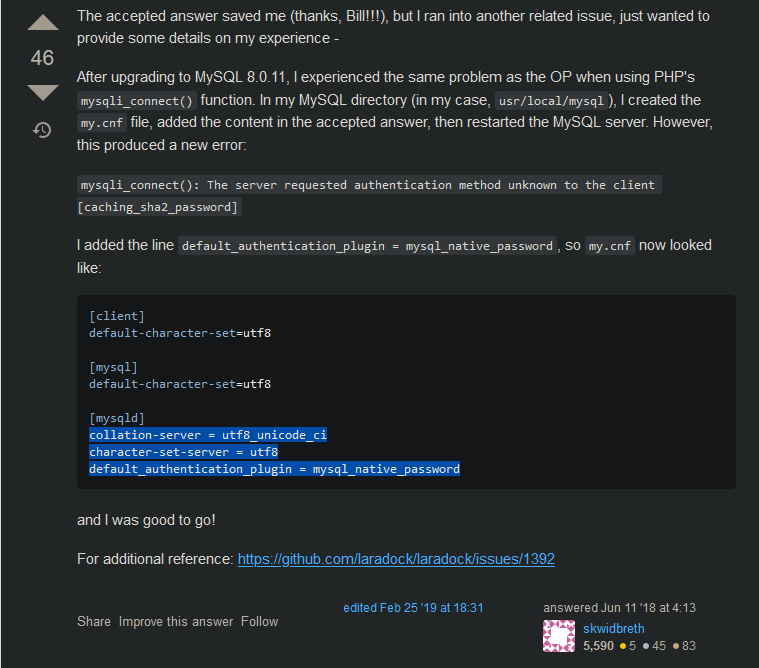 The accepted answer saved me (thanks, Bill!!!), but I ran into another related issue, just wanted to
provide some details on my experience -
46
After upgrading to MySQL 8.0.11, I experienced the same problem as the OP when using PHP's
mysqli_connect() function. In my MySQL directory (in my case, usr/local/mysql), I created the
my.cnf file, added the content in the accepted answer, then restarted the MySQL server. However,
this produced a new error:
mysqli_connect(): The server requested authentication method unknown to the client
[caching_sha2_password]
I added the line default_authentication_plugin = mysql_native_password, so my.cnf now looked
like:
[client]
default-character-set=utf8
[mysql]
default-character-set=utf8
[mysqld]
collation-server = utf8_unicode_ci
character-set-server = utf8
default_authentication_plugin = mysql_native_password
and I was good to go!
For additional reference: https://github.com/laradock/laradock/issues/1392
Share Improve this answer Follow
edited Feb 25 '19 at 18:31
answered Jun 11 '18 at 4:13
skwidbreth
5,590 ●5 ●45 ●83